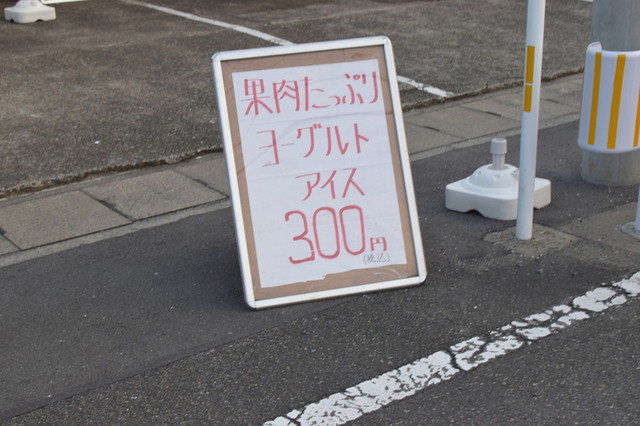 果肉たっぷり
ヨーグルト
アイス
300円
(税込)